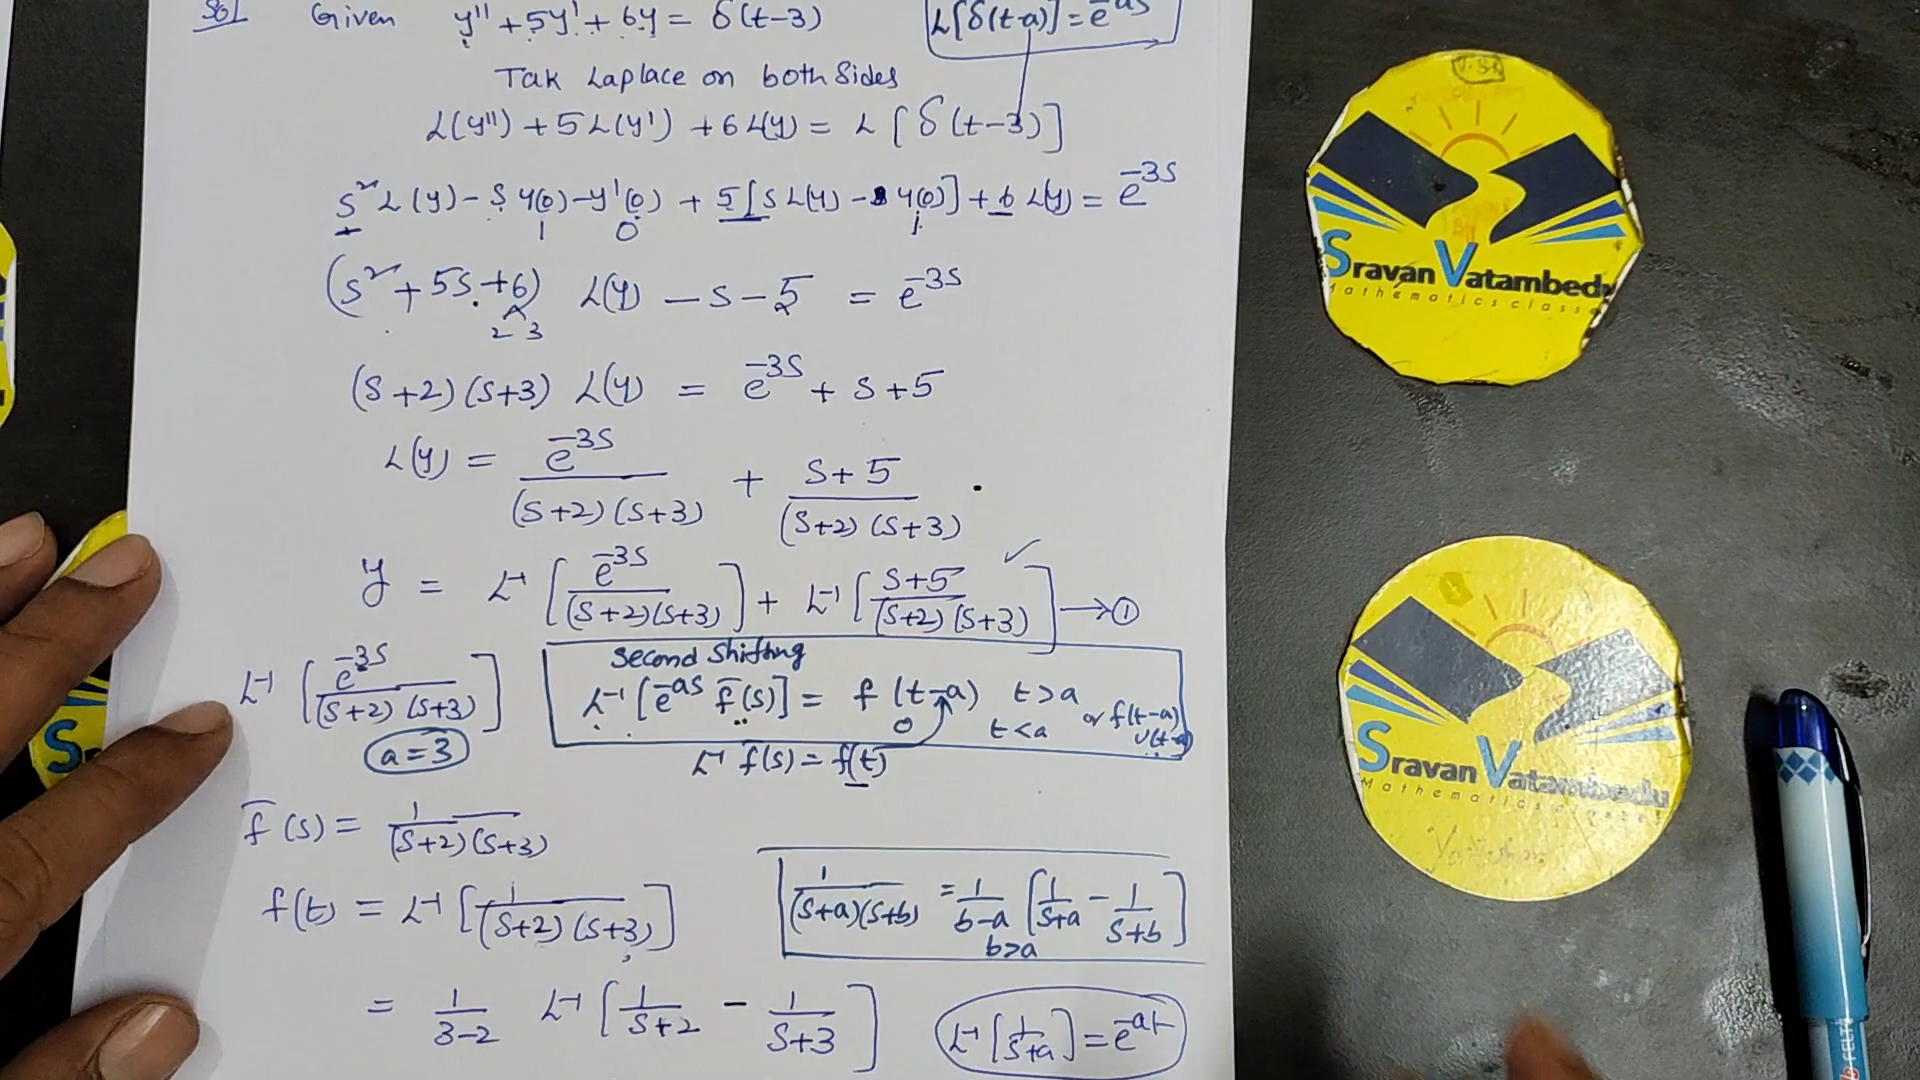 Sol Given y'' + 5y' + 6y = δ(t-3) L[δ(t-a)] = e^-as
Tak Laplace on both Sides
L(y'') + 5L(y') + 6L(y) = L[δ(t-3)]
s² L(y) - S y(0) - y'(0) + 5[S L(y) - y(0)] + 6 L(y) = e^-3S
1 0 1
(s² + 5s + 6) L(y) - s - 5 = e^-3S
2 3
(S+2)(S+3) L(y) = e^-3S + S + 5
L(y) = e^-3S/(S+2)(S+3) + S+5/(S+2)(S+3)
y = L^-1 [e^-3S/(S+2)(S+3)] + L^-1 [S+5/(S+2)(S+3)] → ①
Second Shifting
L^-1 [e^-3S/(S+2)(S+3)] L^-1 [e^-as f̄(s)] = f(t-a) t>a
0 t<a or f(t-a)
U(t-a)
a=3 L^-1 f̄(s) = f(t)
f̄(s) = 1/(S+2)(S+3)
f(t) = L^-1 [1/(S+2)(S+3)] 1/(S+a)(S+b) = 1/b-a [1/S+a - 1/S+b]
b>a
= 1/3-2 L^-1 [1/S+2 - 1/S+3] L^-1 [1/S+a] = e^-at
Sravan Vatambedu
Mathematics classes
Sravan Vatambedu
Mathematics classes